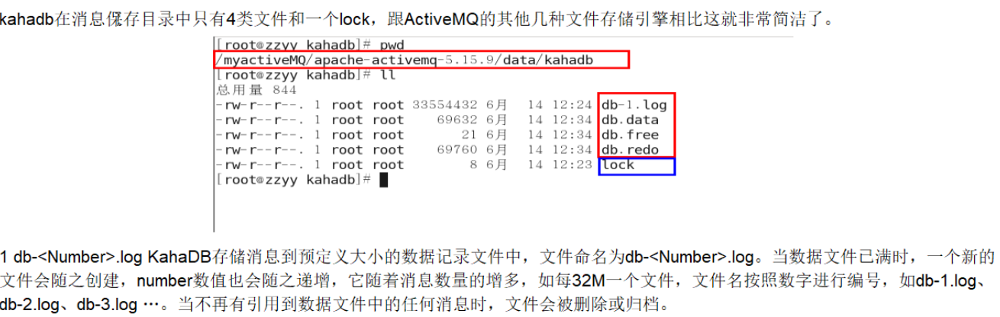 kahadb在消息保存目录中只有4类文件和一个lock，跟ActiveMQ的其他几种文件存储引擎相比这就非常简洁了。
[root@zzyy kahadb]# pwd
/myactiveMQ/apache-activemq-5.15.9/data/kahadb
[root@zzyy kahadb]# ll
总用量 844
-rw-r--r--. 1 root root 33554432 6月 14 12:24 db-1.log
-rw-r--r--. 1 root root 69632 6月 14 12:34 db.data
-rw-r--r--. 1 root root 21 6月 14 12:34 db.free
-rw-r--r--. 1 root root 69760 6月 14 12:34 db.redo
-rw-r--r--. 1 root root 8 6月 14 12:23 lock
[root@zzyy kahadb]#
1 db-<Number>.log KahaDB存储消息到预定义大小的数据记录文件中，文件命名为db-<Number>.log。当数据文件已满时，一个新的
文件会随之创建，number数值也会随之递增，它随着消息数量的增多，如每32M一个文件，文件名按照数字进行编号，如db-1.log、
db-2.log、db-3.log …。当不再有引用到数据文件中的任何消息时，文件会被删除或归档。